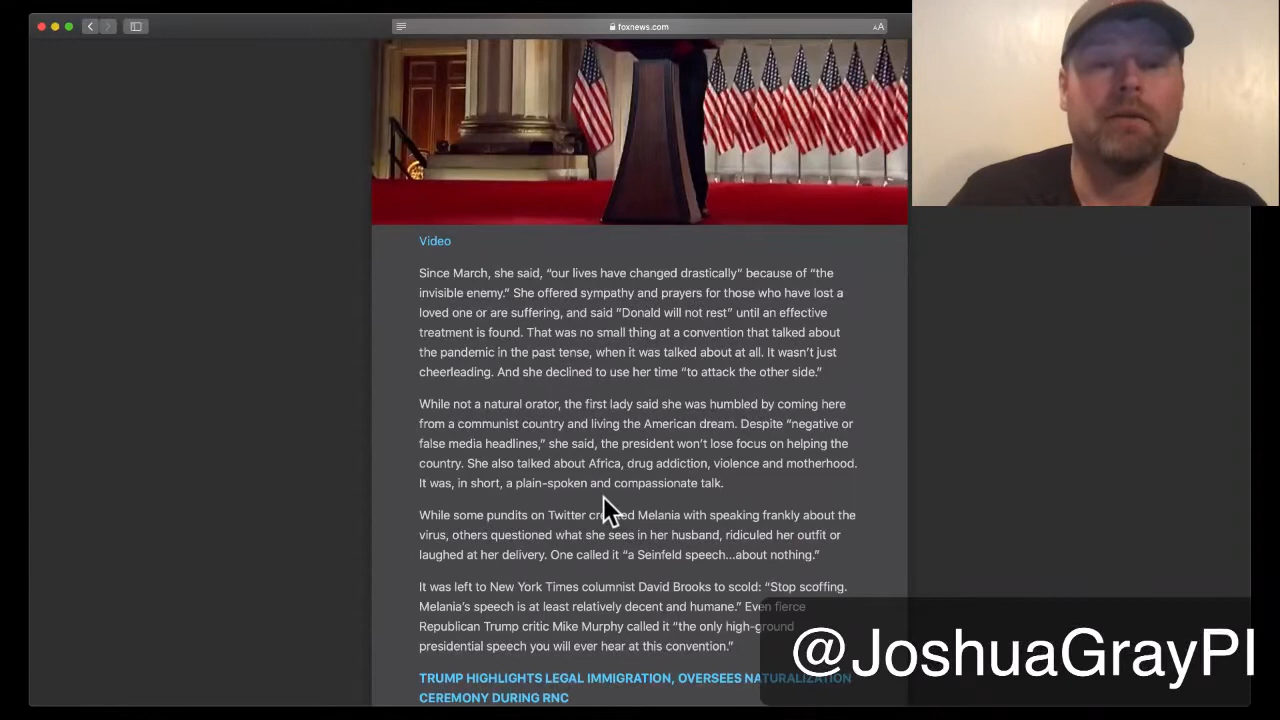 foxnews.com
AA
Video
Since March, she said, “our lives have changed drastically” because of “the
invisible enemy.” She offered sympathy and prayers for those who have lost a
loved one or are suffering, and said “Donald will not rest” until an effective
treatment is found. That was no small thing at a convention that talked about
the pandemic in the past tense, when it was talked about at all. It wasn’t just
cheerleading. And she declined to use her time “to attack the other side.”
While not a natural orator, the first lady said she was humbled by coming here
from a communist country and living the American dream. Despite “negative or
false media headlines,” she said, the president won’t lose focus on helping the
country. She also talked about Africa, drug addiction, violence and motherhood.
It was, in short, a plain-spoken and compassionate talk.
While some pundits on Twitter Melania with speaking frankly about the
virus, others questioned what she sees in her husband, ridiculed her outfit or
laughed at her delivery. One called it “a Seinfeld speech...about nothing.”
It was left to New York Times columnist David Brooks to scold: “Stop scoffing.
Melania’s speech is at least relatively decent and humane.” Even fierce
Republican Trump critic Mike Murphy called it “the only high-ground
presidential speech you will ever hear at this convention.”
TRUMP HIGHLIGHTS LEGAL IMMIGRATION, OVERSEES NATURALIZATION
CEREMONY DURING RNC
@JoshuaGrayPI